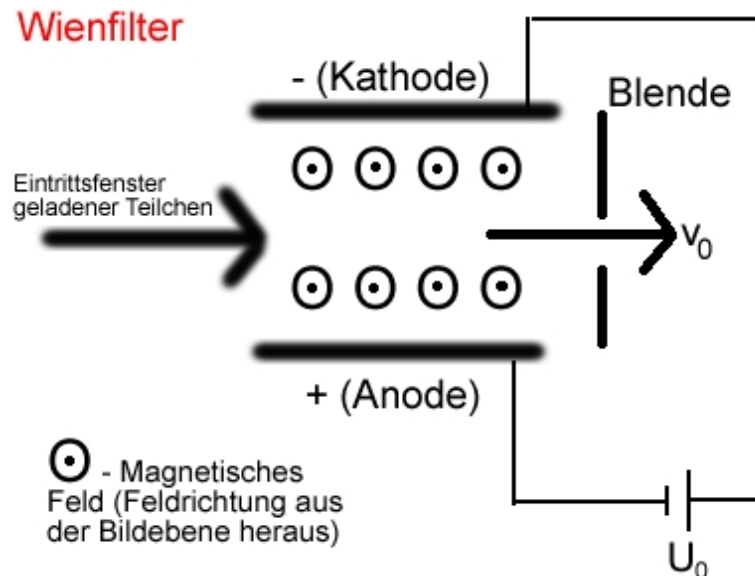 Wienfilter
- (Kathode)
Blende
Eintrittsfenster
geladener Teilchen
v₀
+ (Anode)
- Magnetisches
Feld (Feldrichtung aus
der Bildebene heraus)
U₀